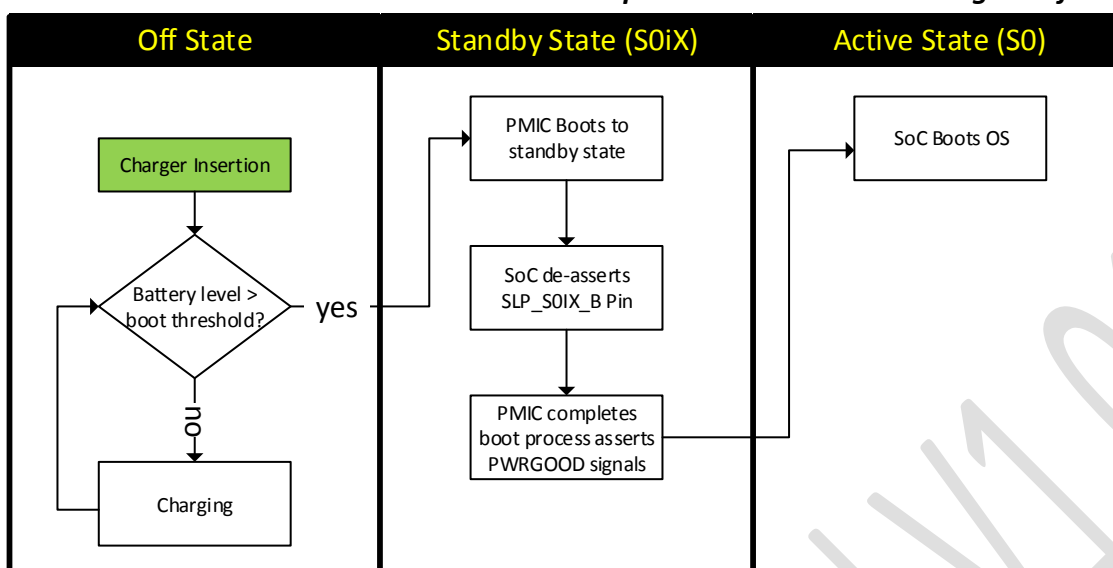 Off State
Standby State (S0iX)
Active State (S0)
Charger Insertion
Battery level >
boot threshold?
yes
no
Charging
PMIC Boots to
standby state
SoC de-asserts
SLP_S0IX_B Pin
PMIC completes
boot process asserts
PWRGOOD signals
SoC Boots OS